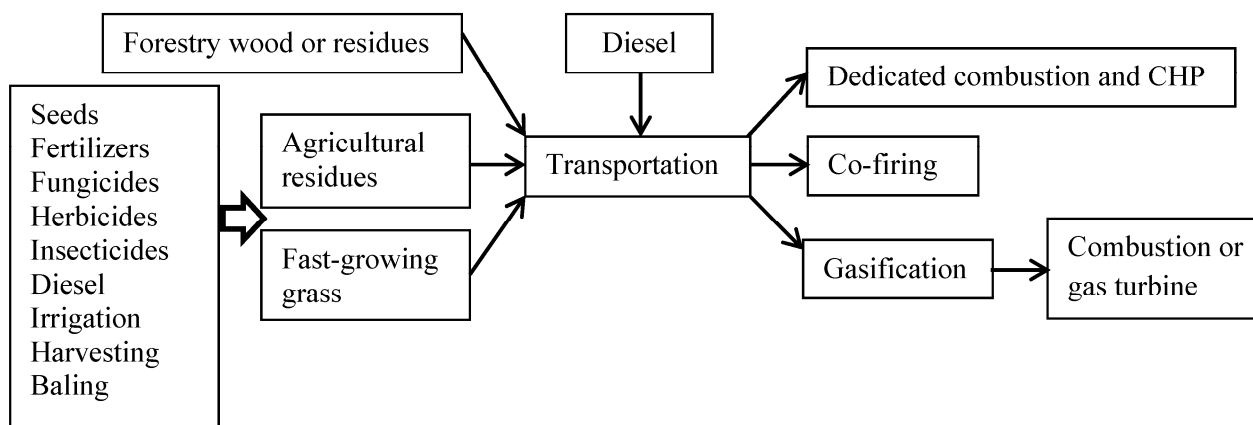 Forestry wood or residues
Diesel
Dedicated combustion and CHP
Seeds
Fertilizers
Fungicides
Herbicides
Insecticides
Diesel
Irrigation
Harvesting
Baling
Agricultural
residues
Fast-growing
grass
Transportation
Co-firing
Gasification
Combustion or
gas turbine